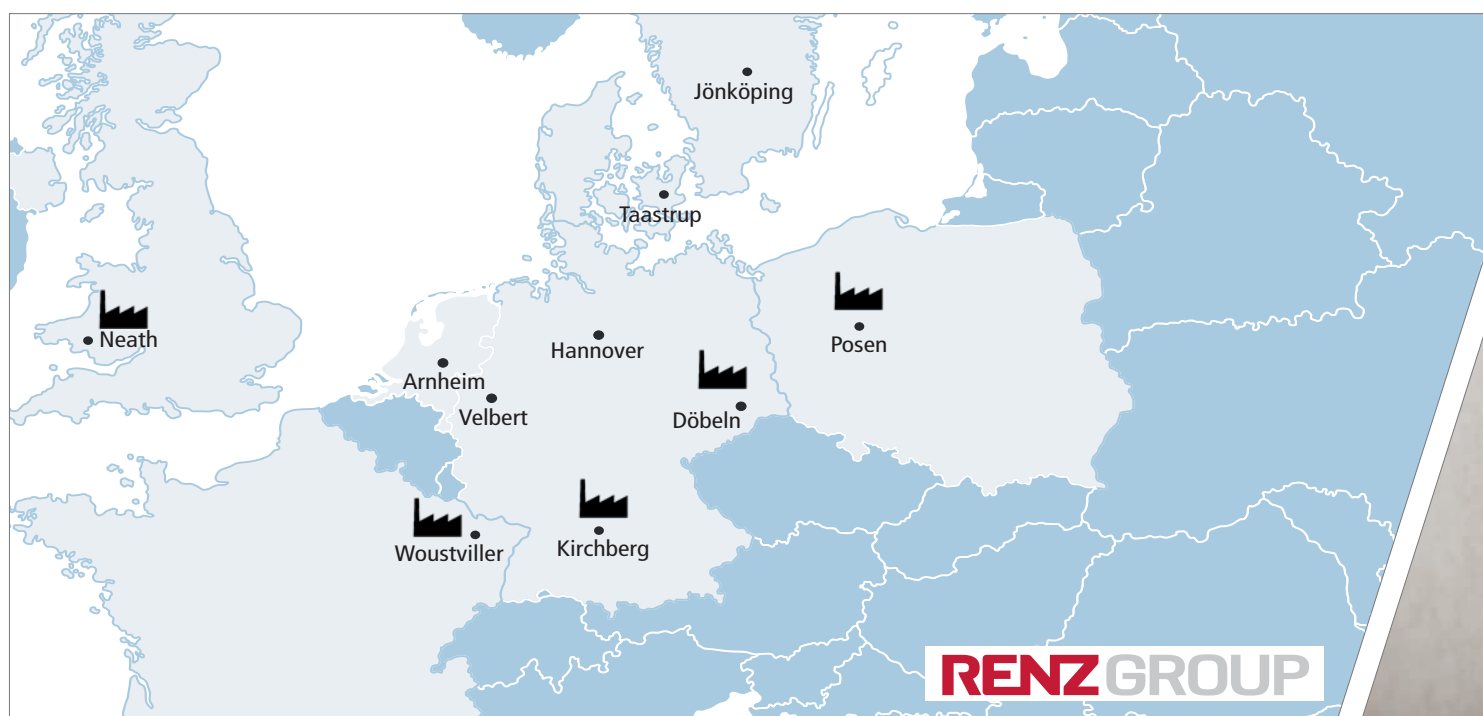 Jönköping
Taastrup
Neath
Hannover
Posen
Arnheim
Velbert
Döbeln
Woustviller
Kirchberg
RENZGROUP